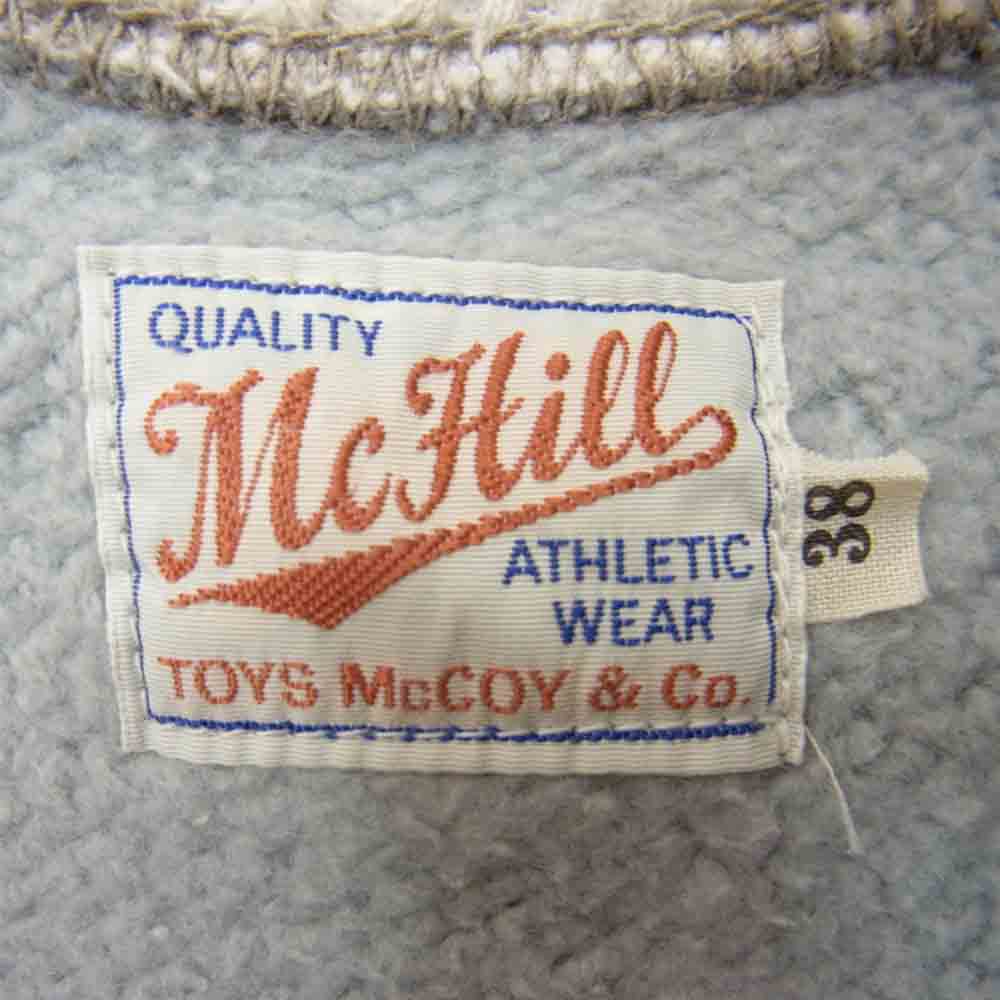 QUALITY
McHill
ATHLETIC
WEAR
TOYS McCOY & Co.
38